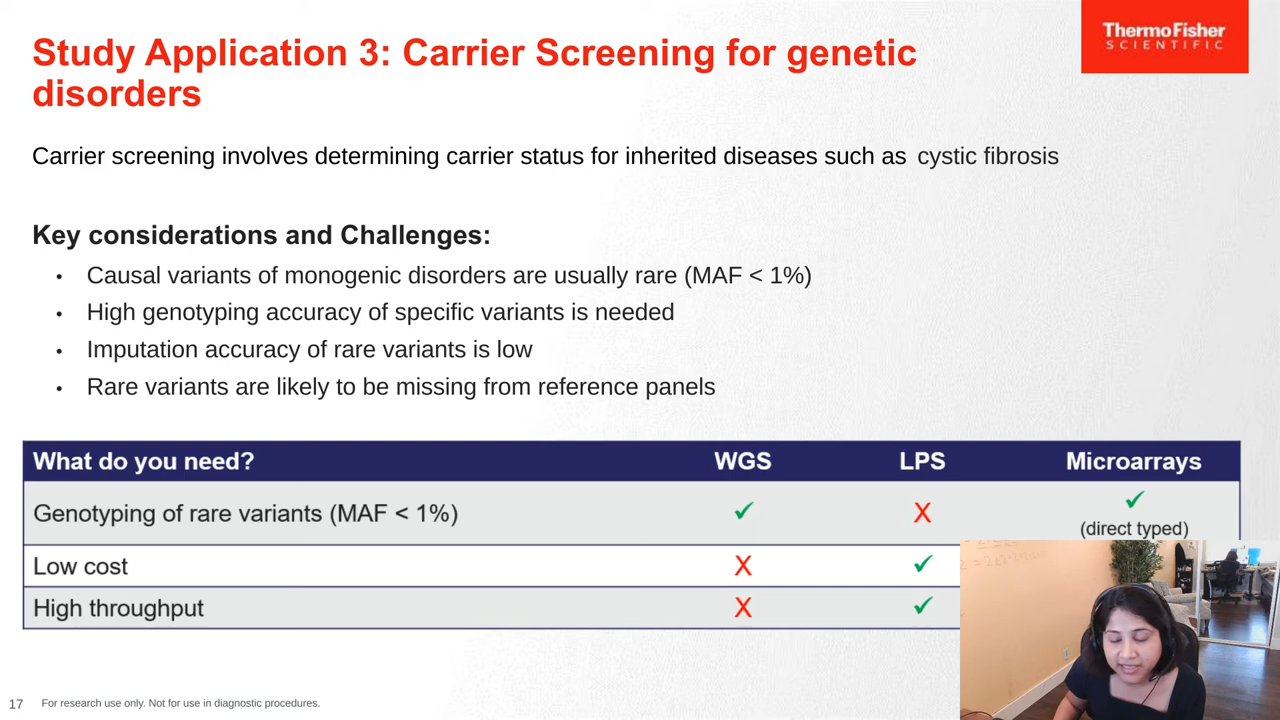 ThermoFisher
SCIENTIFIC
Study Application 3: Carrier Screening for genetic
disorders
Carrier screening involves determining carrier status for inherited diseases such as cystic fibrosis
Key considerations and Challenges:
• Causal variants of monogenic disorders are usually rare (MAF < 1%)
• High genotyping accuracy of specific variants is needed
• Imputation accuracy of rare variants is low
• Rare variants are likely to be missing from reference panels
What do you need? WGS LPS Microarrays
Genotyping of rare variants (MAF < 1%) ✓ X ✓
(direct typed)
Low cost X ✓
High throughput X ✓
17 For research use only. Not for use in diagnostic procedures.